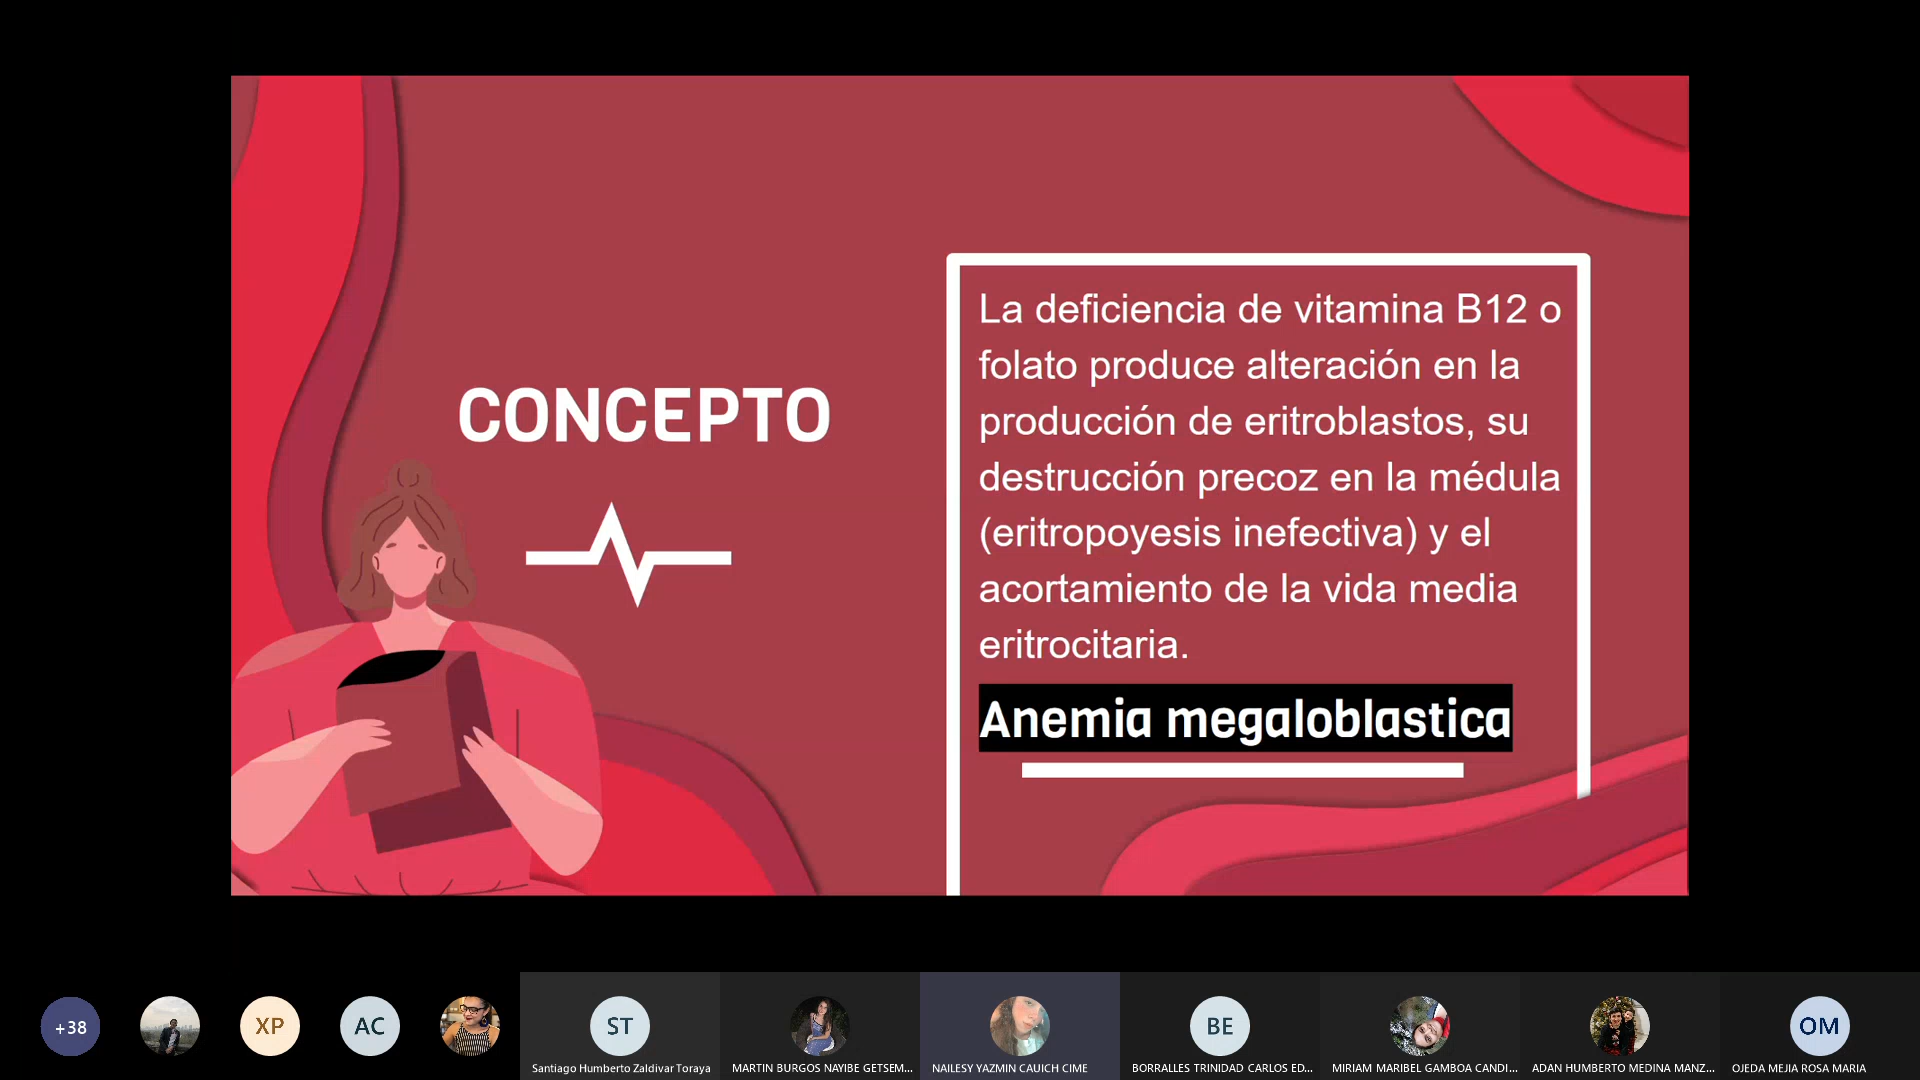 CONCEPTO
La deficiencia de vitamina B12 o
folato produce alteración en la
producción de eritroblastos, su
destrucción precoz en la médula
(eritropoyesis inefectiva) y el
acortamiento de la vida media
eritrocitaria.
Anemia megaloblastica
+38
XP
AC
ST
BE
OM
Santiago Humberto Zaldivar Toraya
MARTIN BURGOS NAYIBE GETSEM...
NAILESY YAZMIN CAUICH CIME
BORRALLES TRINIDAD CARLOS ED...
MIRIAM MARIBEL GAMBOA CANDI...
ADAN HUMBERTO MEDINA MANZ...
OJEDA MEJIA ROSA MARIA